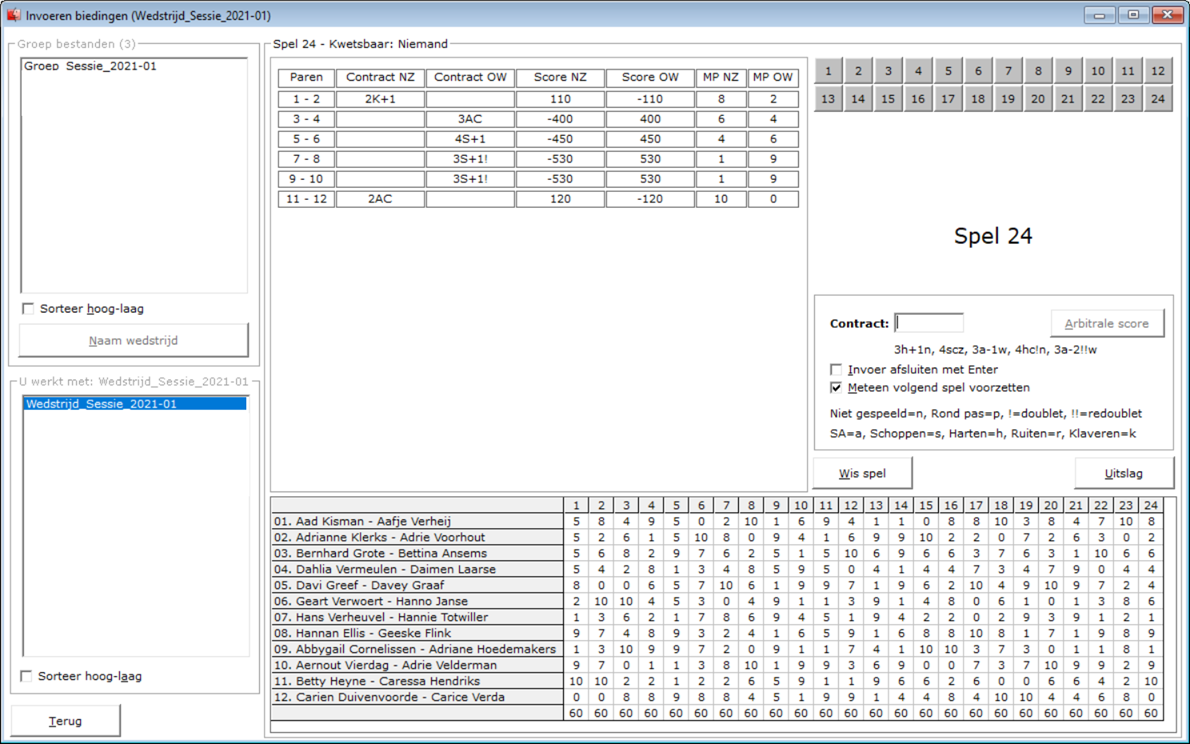 Invoeren biedingen (Wedstrijd_Sessie_2021-01)
Groep bestanden (3)
Groep_Sessie_2021-01
Sorteer hoog-laag
Naam wedstrijd
U werkt met: Wedstrijd_Sessie_2021-01
Wedstrijd_Sessie_2021-01
Sorteer hoog-laag
Terug
Spel 24 - Kwetsbaar: Niemand
Paren Contract NZ Contract OW Score NZ Score OW MP NZ MP OW
1 - 2 2K+1 110 -110 8 2
3 - 4 3AC -400 400 6 4
5 - 6 4S+1 -450 450 4 6
7 - 8 3S+1! -530 530 1 9
9 - 10 3S+1! -530 530 1 9
11 - 12 2AC 120 -120 10 0
1 2 3 4 5 6 7 8 9 10 11 12
13 14 15 16 17 18 19 20 21 22 23 24
Spel 24
Contract:
Arbitrale score
3h+1n, 4scz, 3a-1w, 4hc!n, 3a-2!!w
Invoer afsluiten met Enter
Meteen volgend spel voorzetten
Niet gespeeld=n, Rond pas=p, !=doublet, !!=redoublet
SA=a, Schoppen=s, Harten=h, Ruiten=r, Klaveren=k
Wis spel
Uitslag
1 2 3 4 5 6 7 8 9 10 11 12 13 14 15 16 17 18 19 20 21 22 23 24
01. Aad Kisman - Aafje Verheij 5 8 4 9 5 0 2 10 1 6 9 4 1 1 0 8 8 10 3 8 4 7 10 8
02. Adrianne Klerks - Adrie Voorhout 5 2 6 1 5 10 8 0 9 4 1 6 9 9 10 2 2 0 7 2 6 3 0 2
03. Bernhard Grote - Bettina Ansems 5 6 8 2 9 7 6 2 5 1 5 10 6 9 6 6 3 7 6 3 1 10 6 6
04. Dahlia Vermeulen - Daimen Laarse 5 4 2 8 1 3 4 8 5 9 5 0 4 1 4 4 7 3 4 7 9 0 4 4
05. Davi Greef - Davey Graaf 8 0 0 6 5 7 10 6 1 9 9 7 1 9 6 2 10 4 9 10 9 7 2 4
06. Geart Verwoert - Hanno Janse 2 10 10 4 5 3 0 4 9 1 1 3 9 1 4 8 0 6 1 0 1 3 8 6
07. Hans Verheuvel - Hannie Totwiller 1 3 6 2 1 7 8 6 9 4 5 1 9 4 2 2 0 2 9 3 9 1 2 1
08. Hannan Ellis - Geeske Flink 9 7 4 8 9 3 2 4 1 6 5 9 1 6 8 8 10 8 1 7 1 9 8 9
09. Abbygail Cornelissen - Adriane Hoedemakers 1 3 10 9 9 7 2 0 9 1 1 7 4 1 10 10 3 7 3 0 1 1 8 1
10. Aernout Vierdag - Adrie Velderman 9 7 0 1 1 3 8 10 1 9 9 3 6 9 0 0 7 3 7 10 9 9 2 9
11. Betty Heyne - Caressa Hendriks 10 10 2 2 1 2 2 6 5 9 1 1 9 6 6 2 6 0 0 6 6 4 2 10
12. Carien Duivenvoorde - Carice Verda 0 0 8 8 9 8 8 4 5 1 9 9 1 4 4 8 4 10 10 4 4 6 8 0
60 60 60 60 60 60 60 60 60 60 60 60 60 60 60 60 60 60 60 60 60 60 60 60